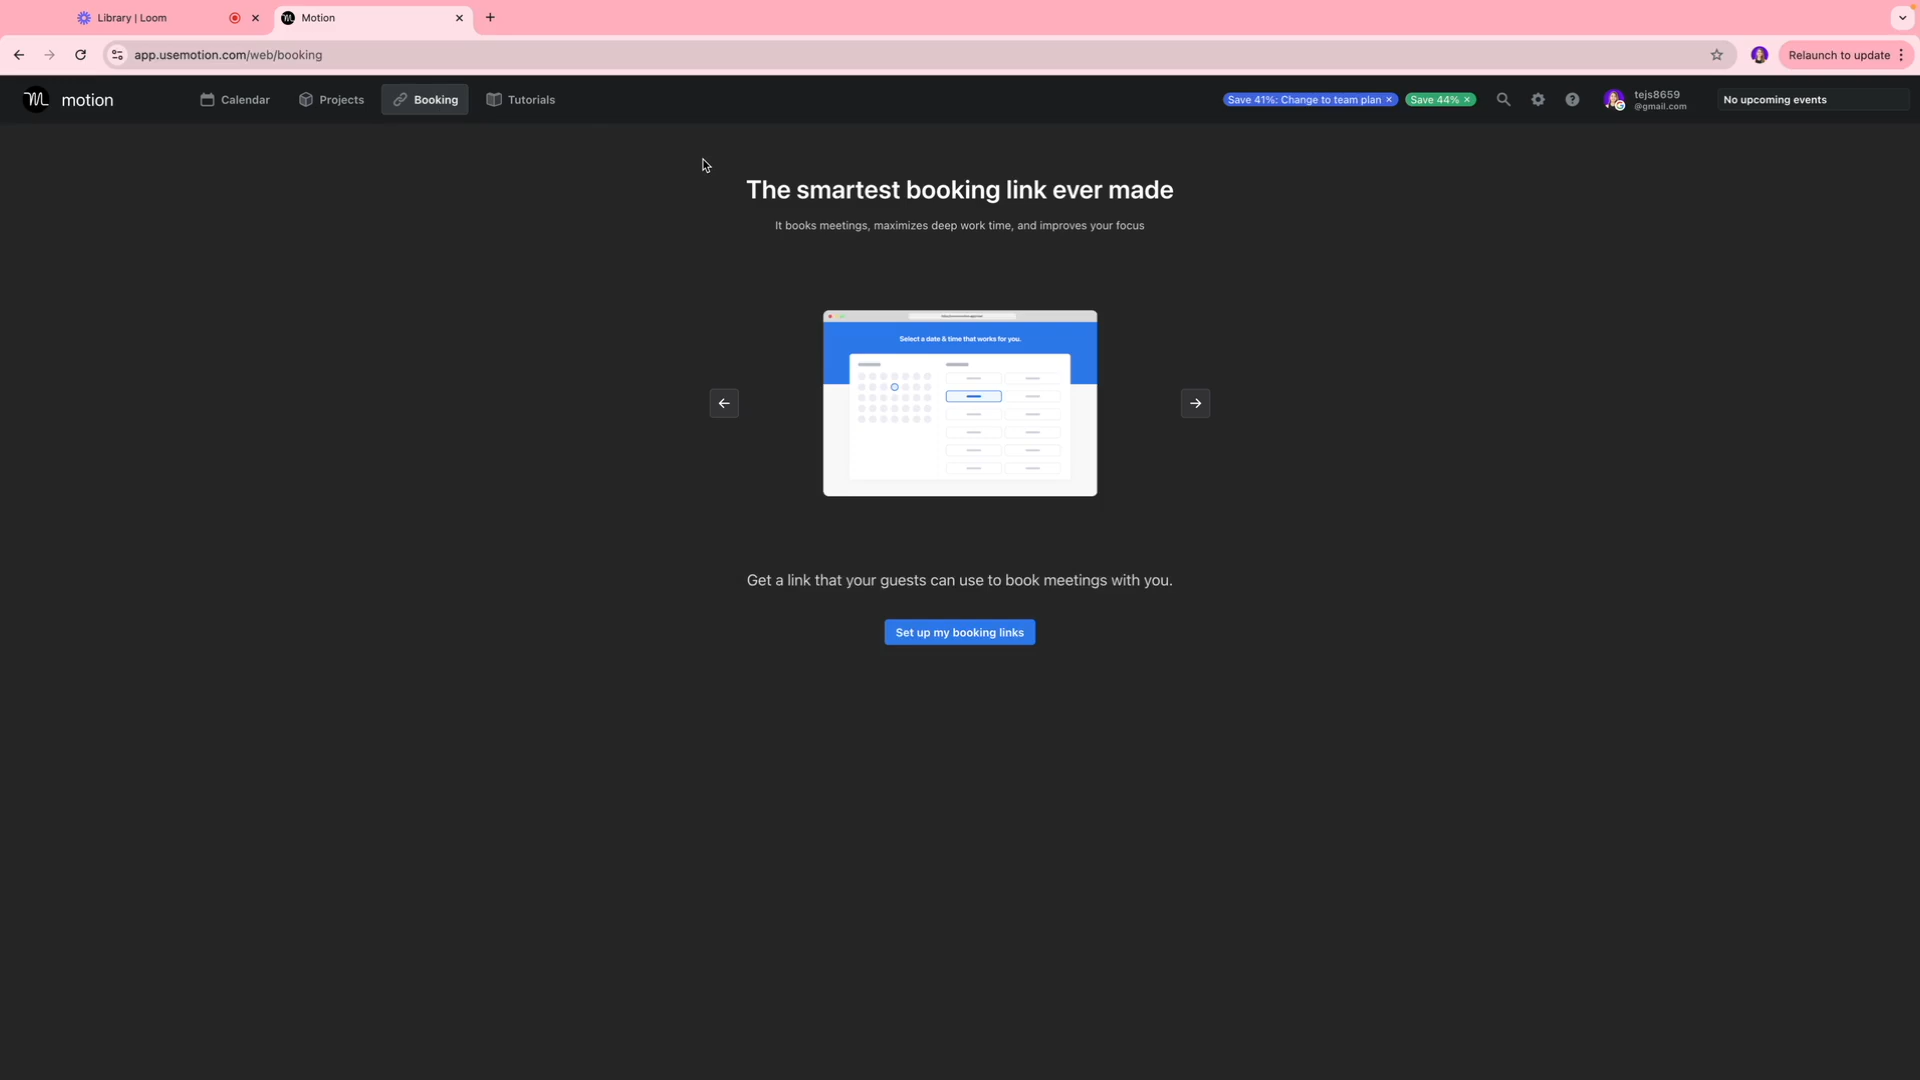 Library | Loom
Motion
app.usemotion.com/web/booking
Relaunch to update
motion
Calendar
Projects
Booking
Tutorials
Save 41%: Change to team plan ×
Save 44% ×
tejs8659
@gmail.com
No upcoming events
The smartest booking link ever made
It books meetings, maximizes deep work time, and improves your focus
Select a date & time that works for you.
Get a link that your guests can use to book meetings with you.
Set up my booking links